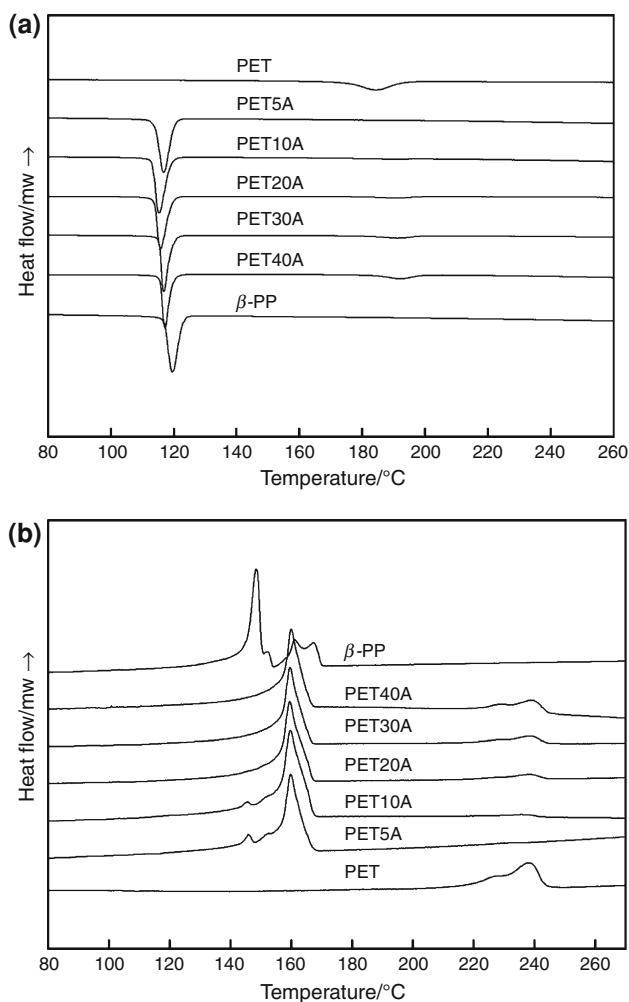 (a)
PET
PET5A
PET10A
PET20A
PET30A
PET40A
β-PP
Heat flow/mw →
80 100 120 140 160 180 200 220 240 260
Temperature/°C
(b)
β-PP
PET40A
PET30A
PET20A
PET10A
PET5A
PET
Heat flow/mw →
80 100 120 140 160 180 200 220 240 260
Temperature/°C